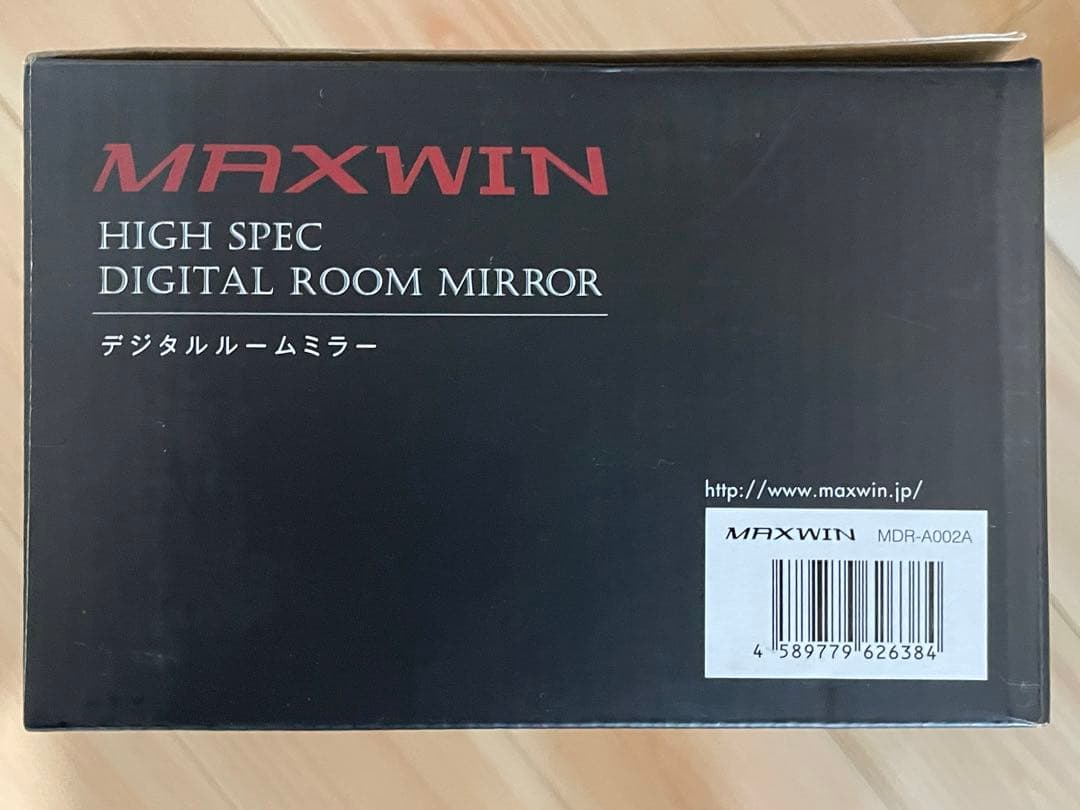 MAXWIN
HIGH SPEC
DIGITAL ROOM MIRROR
デジタルルームミラー
http://www.maxwin.jp/
MAXWIN MDR-A002A
4 589779 626384